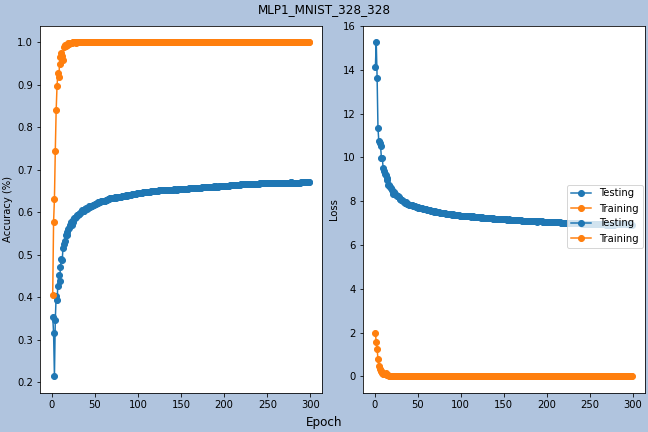 MLP1_MNIST_328_328
Accuracy (%)
1.0
0.9
0.8
0.7
0.6
0.5
0.4
0.3
0.2
0 50 100 150 200 250 300
Loss
16
14
12
10
8
6
4
2
0
0 50 100 150 200 250 300
Testing
Training
Testing
Training
Epoch